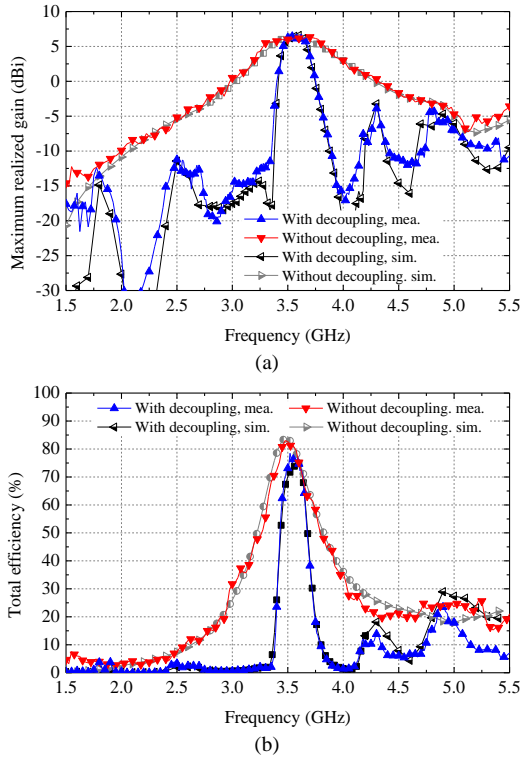 Maximum realized gain (dBi)
10
5
0
-5
-10
-15
-20
-25
-30
With decoupling, mea.
Without decoupling, mea.
With decoupling, sim.
Without decoupling. sim.
1.5 2.0 2.5 3.0 3.5 4.0 4.5 5.0 5.5
Frequency (GHz)
(a)
Total efficiency (%)
100
90
80
70
60
50
40
30
20
10
0
With decoupling, mea. Without decoupling. mea.
With decoupling, sim. Without decoupling. sim.
1.5 2.0 2.5 3.0 3.5 4.0 4.5 5.0 5.5
Frequency (GHz)
(b)